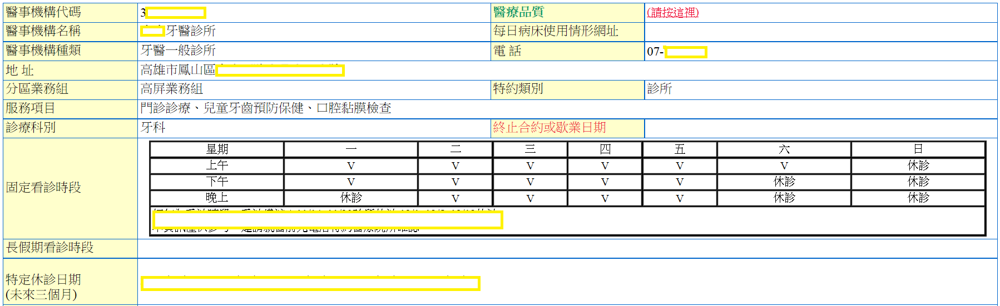 醫事機構代碼 3 醫療品質 (請按這裡)
醫事機構名稱 牙醫診所 每日病床使用情形網址
醫事機構種類 牙醫一般診所 電 話 07-
地 址 高雄市鳳山區
分區業務組 高屏業務組 特約類別 診所
服務項目 門診診療、兒童牙齒預防保健、口腔黏膜檢查
診療科別 牙科 終止合約或歇業日期
固定看診時段
星期 一 二 三 四 五 六 日
上午 V V V V V V 休診
下午 V V V V V 休診 休診
晚上 休診 V V V V 休診 休診
長假期看診時段
特定休診日期
(未來三個月)